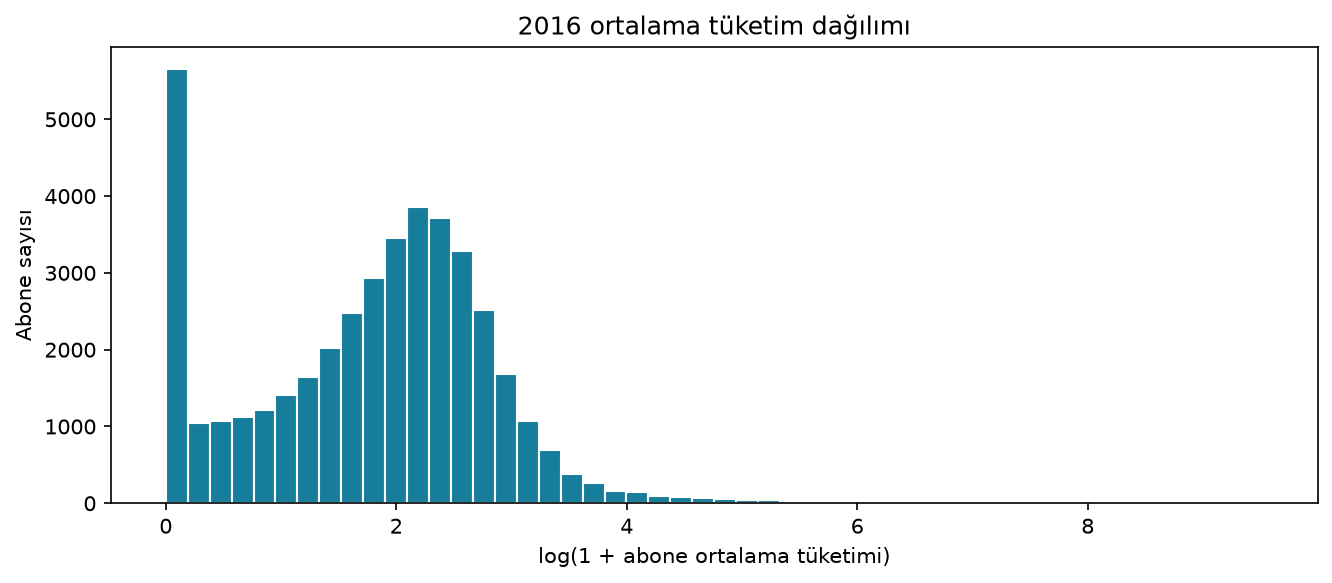 2016 ortalama tüketim dağılımı
Abone sayısı
5000
4000
3000
2000
1000
0
0 2 4 6 8
log(1 + abone ortalama tüketimi)